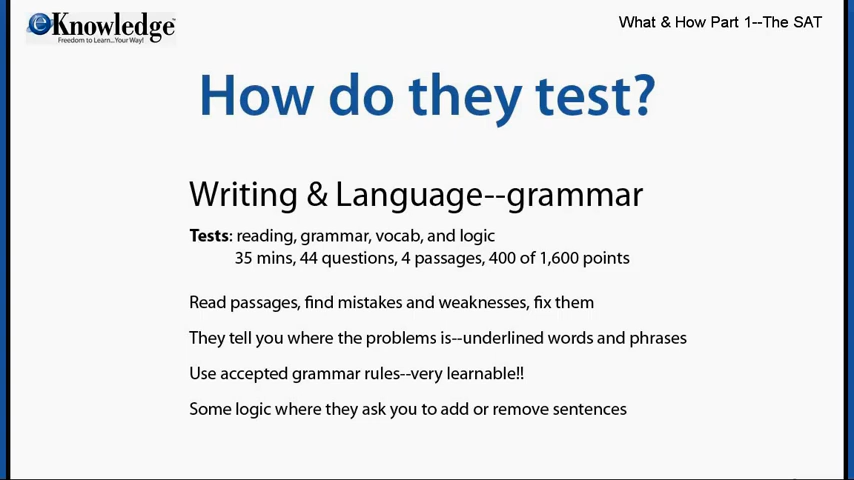 eKnowledge™
Freedom to Learn...Your Way!
What & How Part 1--The SAT
How do they test?
Writing & Language--grammar
Tests: reading, grammar, vocab, and logic
35 mins, 44 questions, 4 passages, 400 of 1,600 points
Read passages, find mistakes and weaknesses, fix them
They tell you where the problems is--underlined words and phrases
Use accepted grammar rules--very learnable!!
Some logic where they ask you to add or remove sentences